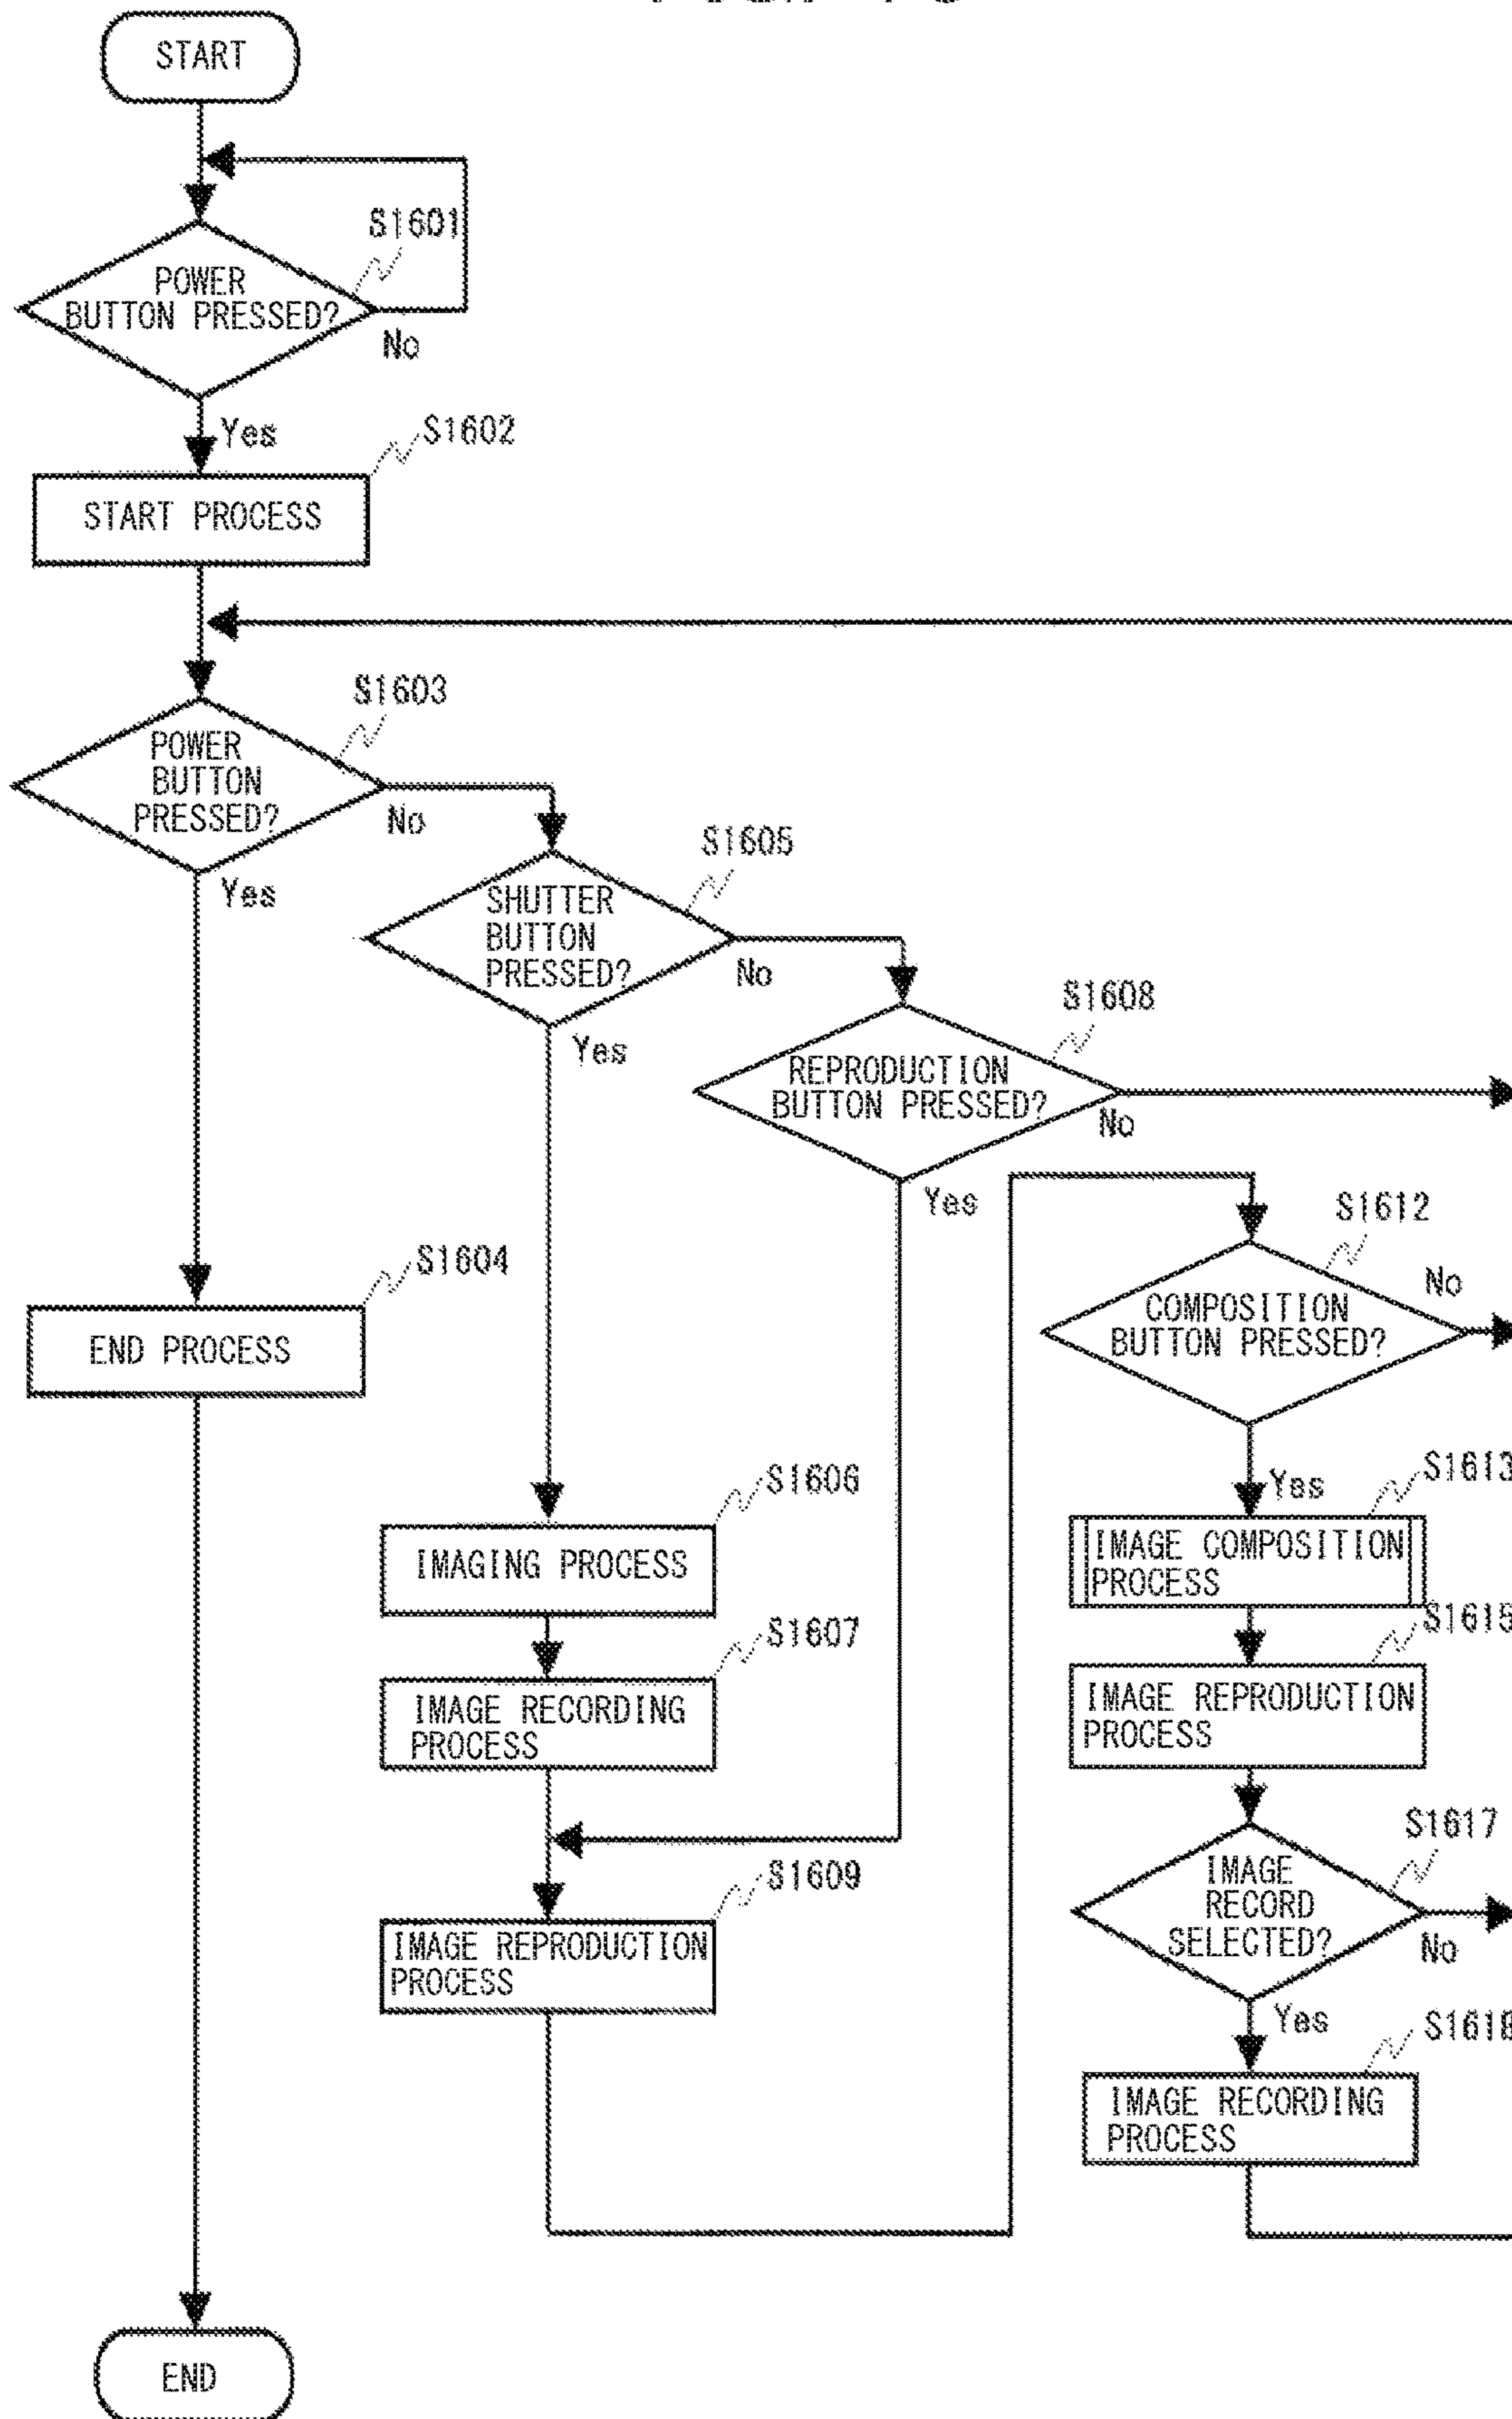 START
S1601
POWER
BUTTON PRESSED?
No
Yes
S1602
START PROCESS
S1603
POWER
BUTTON
PRESSED?
No
Yes
S1605
SHUTTER
BUTTON
PRESSED?
No
Yes
S1608
REPRODUCTION
BUTTON PRESSED?
No
Yes
S1612
COMPOSITION
BUTTON PRESSED?
No
Yes
S1604
END PROCESS
S1606
IMAGING PROCESS
S1607
IMAGE RECORDING
PROCESS
S1609
IMAGE REPRODUCTION
PROCESS
S1613
IMAGE COMPOSITION
PROCESS
S1615
IMAGE REPRODUCTION
PROCESS
S1617
IMAGE
RECORD
SELECTED?
No
Yes
S1618
IMAGE RECORDING
PROCESS
END